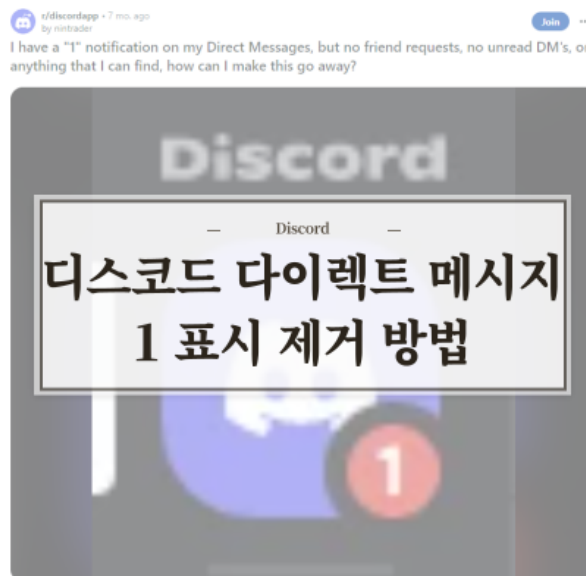 r/discordapp • 7 mo. ago
by nintrader
Join
I have a "1" notification on my Direct Messages, but no friend requests, no unread DM's, or
anything that I can find, how can I make this go away?
Discord
— Discord —
디스코드 다이렉트 메시지
1 표시 제거 방법
1